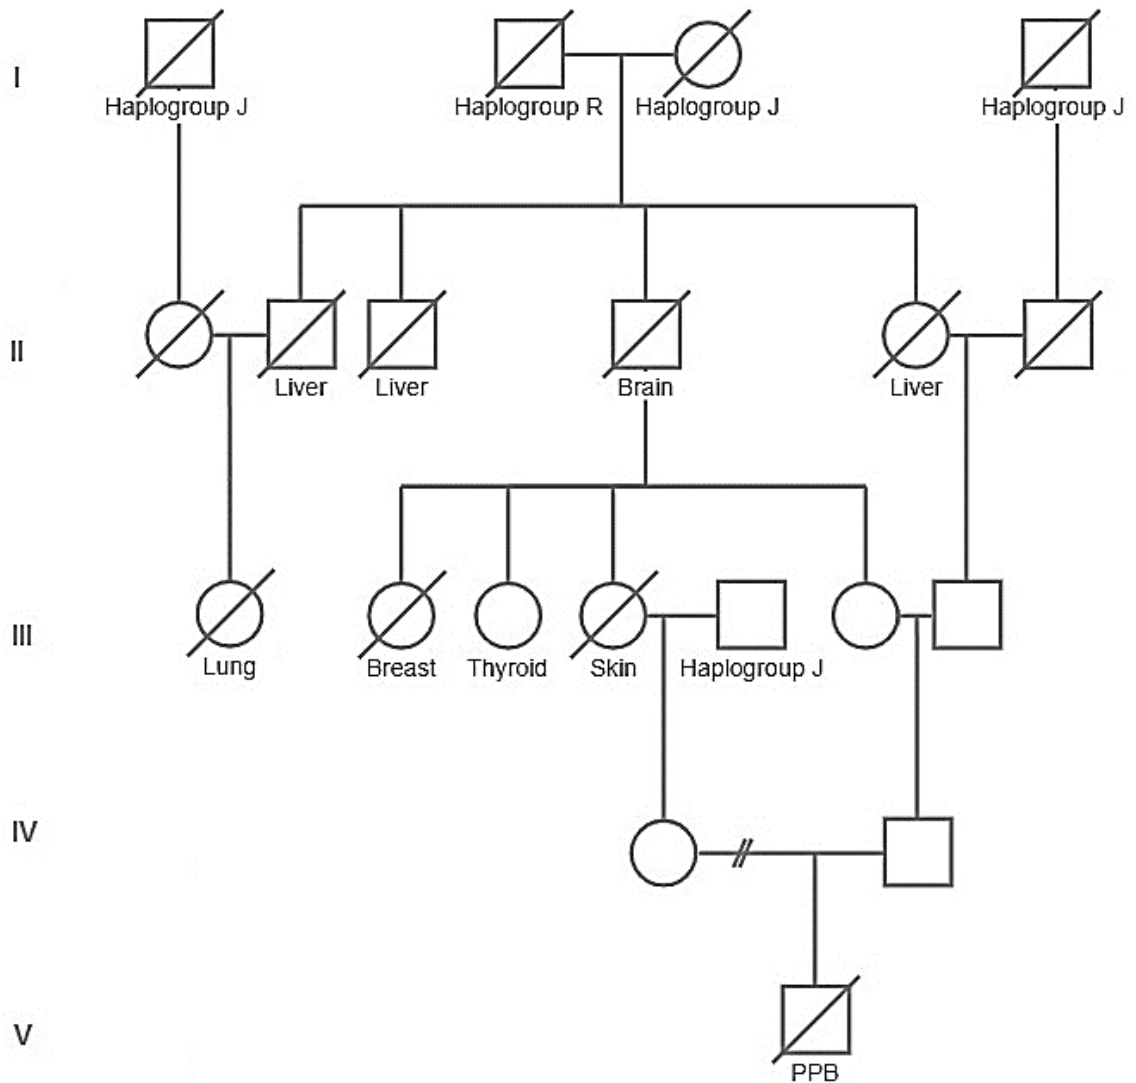 I
Haplogroup J
Haplogroup R
Haplogroup J
Haplogroup J
II
Liver
Liver
Brain
Liver
III
Lung
Breast
Thyroid
Skin
Haplogroup J
IV
V
PPB